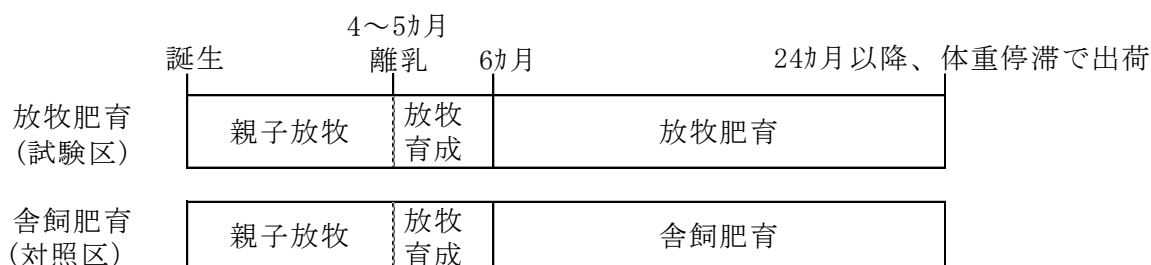 4～5ｶ月
誕生 離乳 6ｶ月 24ｶ月以降、体重停滞で出荷
放牧肥育
(試験区)
親子放牧
放牧
育成
放牧肥育
舎飼肥育
(対照区)
親子放牧
放牧
育成
舎飼肥育